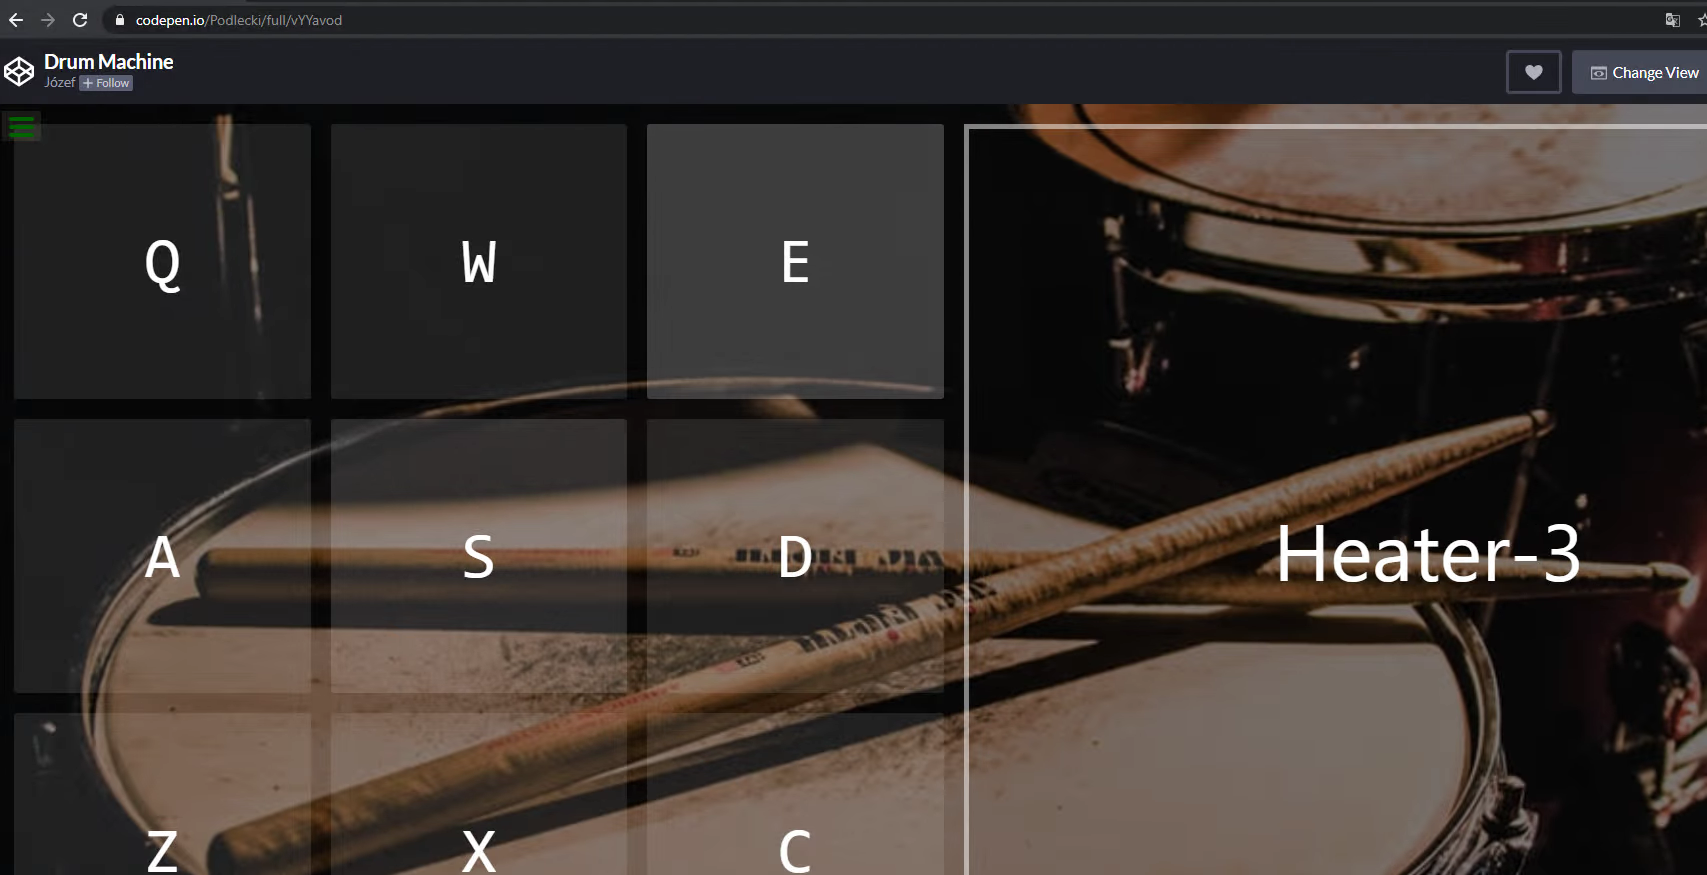 codepen.io/Podlecki/full/vYYavod
Drum Machine
Józef + Follow
Change View
Q W E
A S D
Heater-3
Z X C